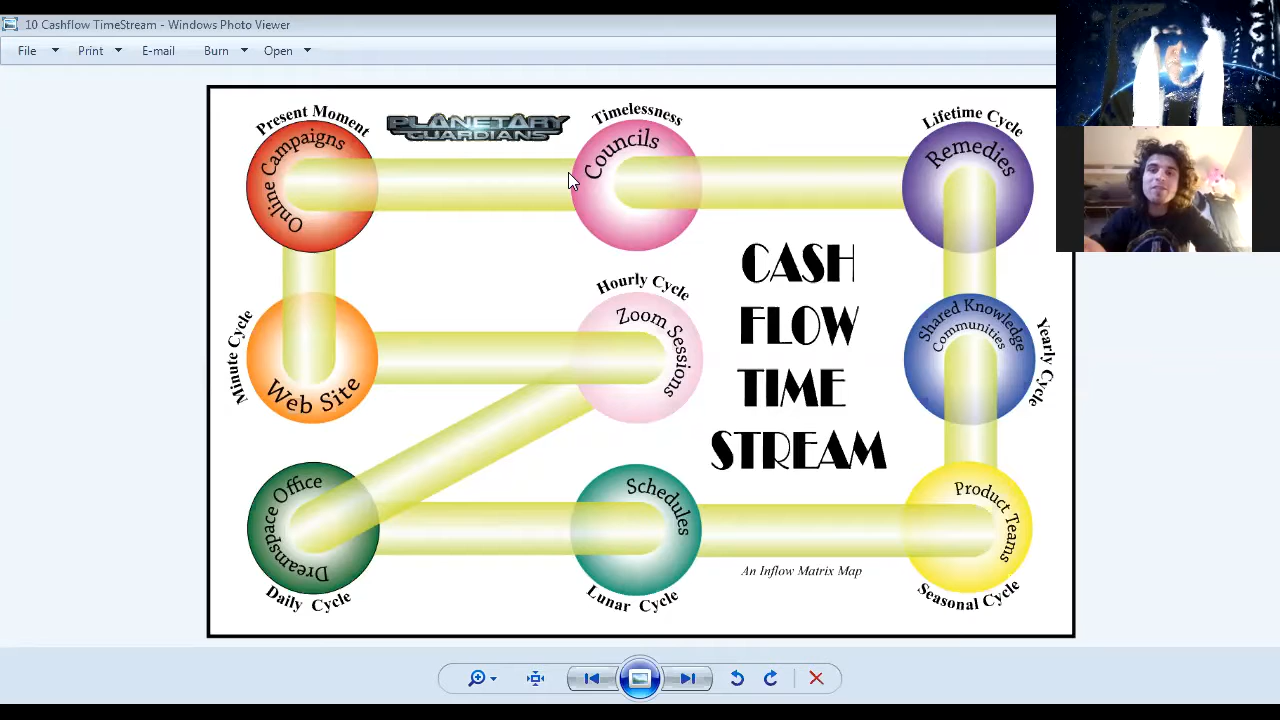 10 Cashflow TimeStream - Windows Photo Viewer
File Print E-mail Burn Open
Present Moment
Online Campaigns
PLANETARY
GUARDIANS
Timelessness
Councils
Lifetime Cycle
Remedies
Minute Cycle
Web Site
Hourly Cycle
Zoom Sessions
CASH
FLOW
TIME
STREAM
Shared Knowledge
Communities
Yearly Cycle
Dreamspace Office
Daily Cycle
Schedules
Lunar Cycle
An Inflow Matrix Map
Product Teams
Seasonal Cycle